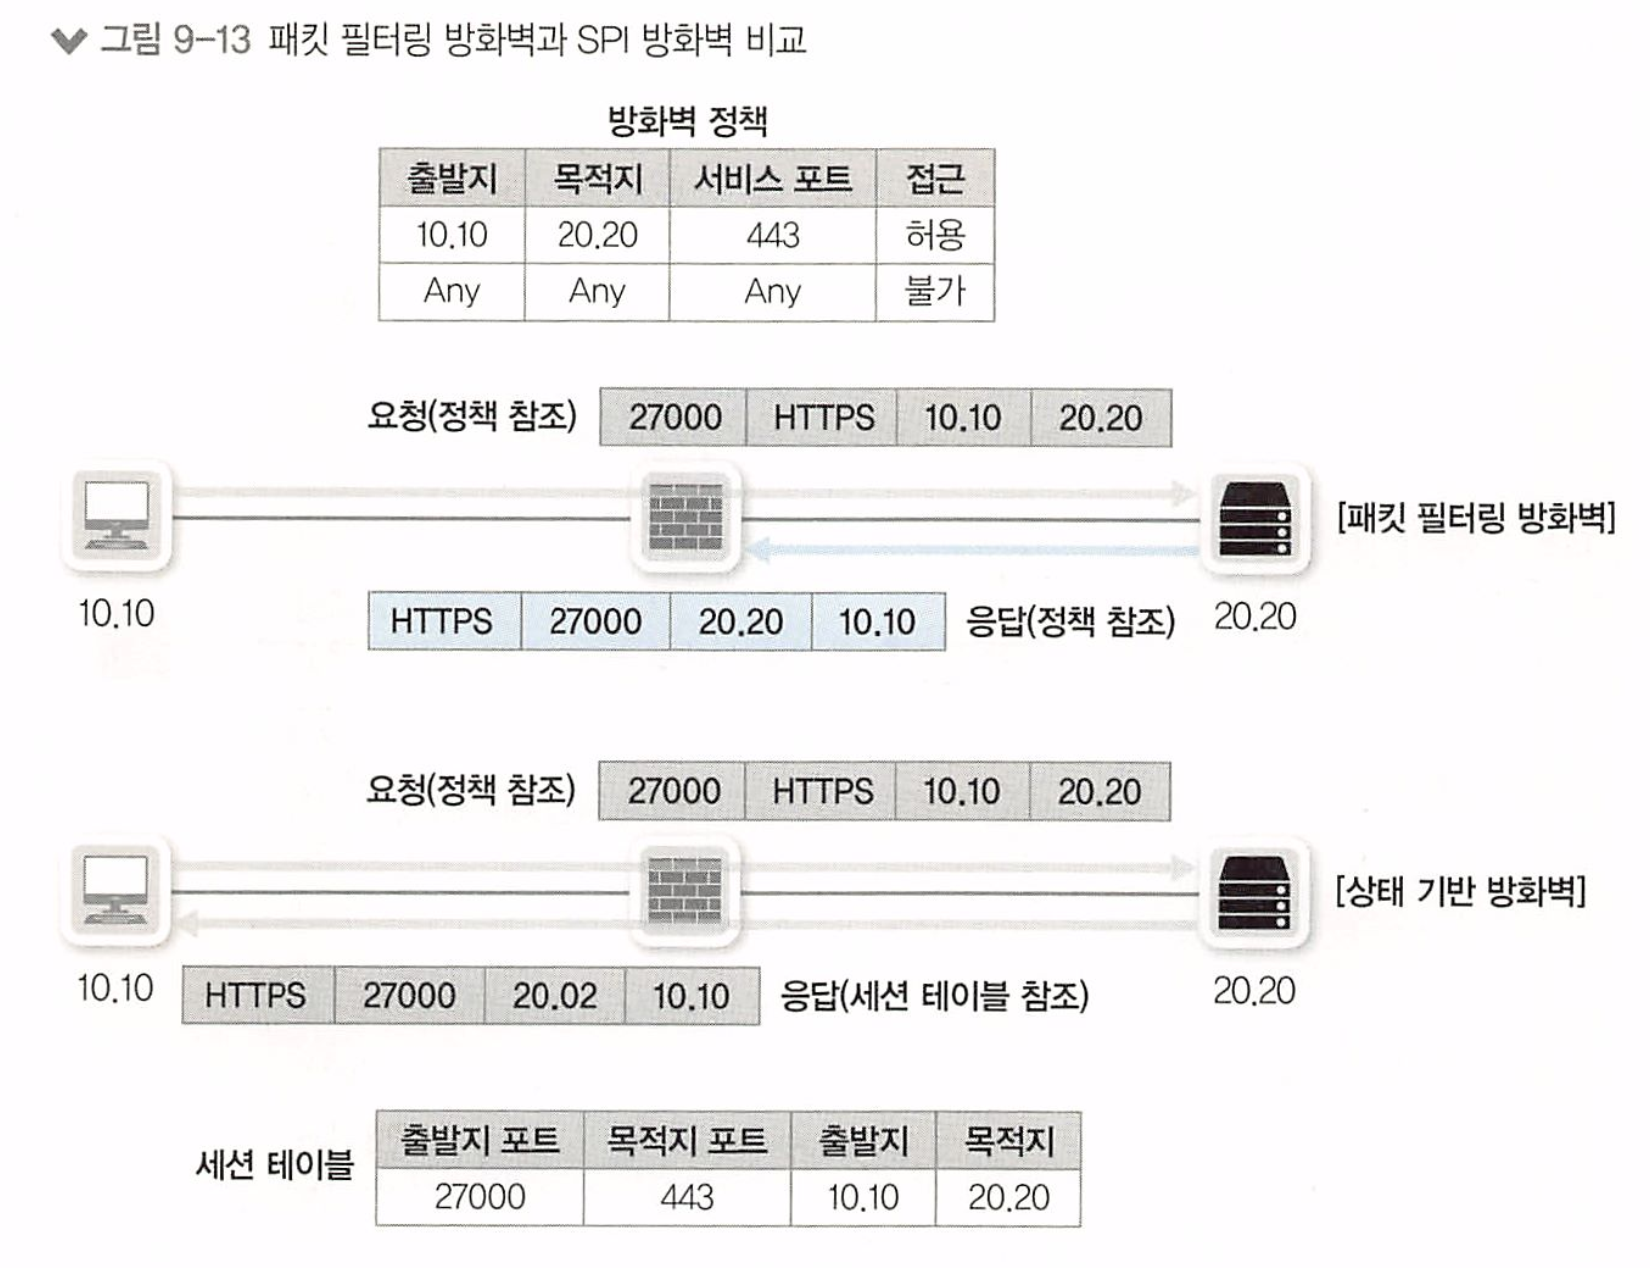 그림 9-13 패킷 필터링 방화벽과 SPI 방화벽 비교
방화벽 정책
출발지 목적지 서비스 포트 접근
10.10 20.20 443 허용
Any Any Any 불가
요청(정책 참조) 27000 HTTPS 10.10 20.20
[패킷 필터링 방화벽]
10.10 HTTPS 27000 20.20 10.10 응답(정책 참조) 20.20
요청(정책 참조) 27000 HTTPS 10.10 20.20
[상태 기반 방화벽]
10.10 HTTPS 27000 20.02 10.10 응답(세션 테이블 참조) 20.20
세션 테이블
출발지 포트 목적지 포트 출발지 목적지
27000 443 10.10 20.20